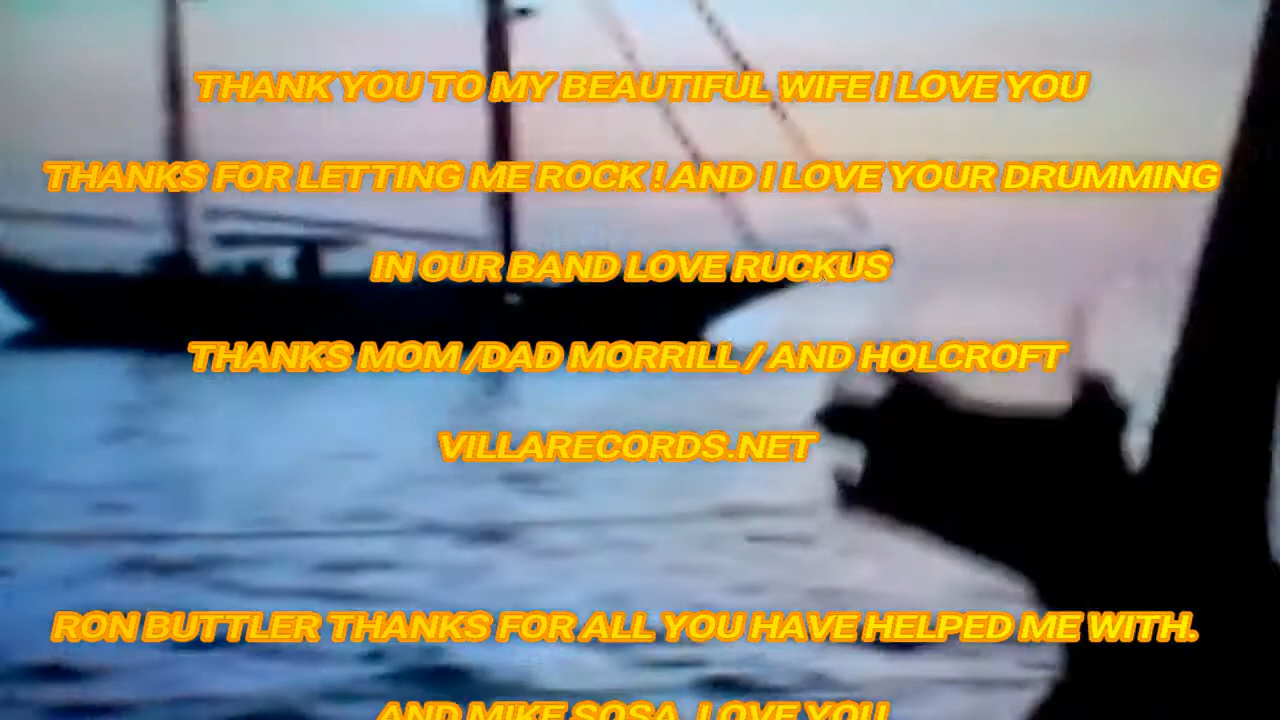 THANK YOU TO MY BEAUTIFUL WIFE I LOVE YOU
THANKS FOR LETTING ME ROCK ! AND I LOVE YOUR DRUMMING
IN OUR BAND LOVE RUCKUS
THANKS MOM /DAD MORRILL / AND HOLCROFT
VILLARECORDS.NET
RON BUTTLER THANKS FOR ALL YOU HAVE HELPED ME WITH.
AND MIKE SOSA LOVE YOU